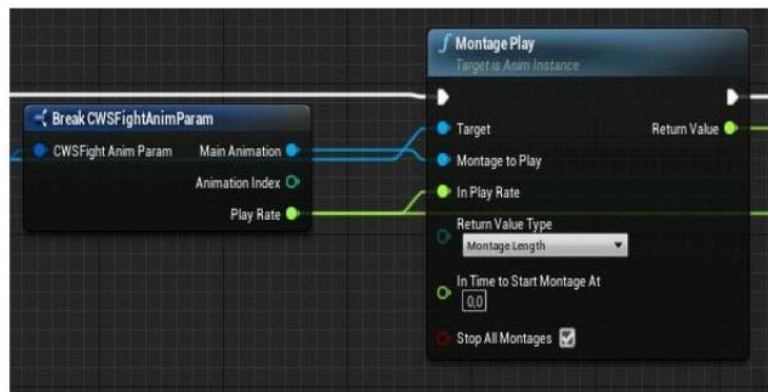 Montage Play
Target is Anim Instance
Break CWSFightAnimParam
CWSFight Anim Param Main Animation
Animation Index
Play Rate
Target Return Value
Montage to Play
In Play Rate
Return Value Type
Montage Length
In Time to Start Montage At
0,0
Stop All Montages